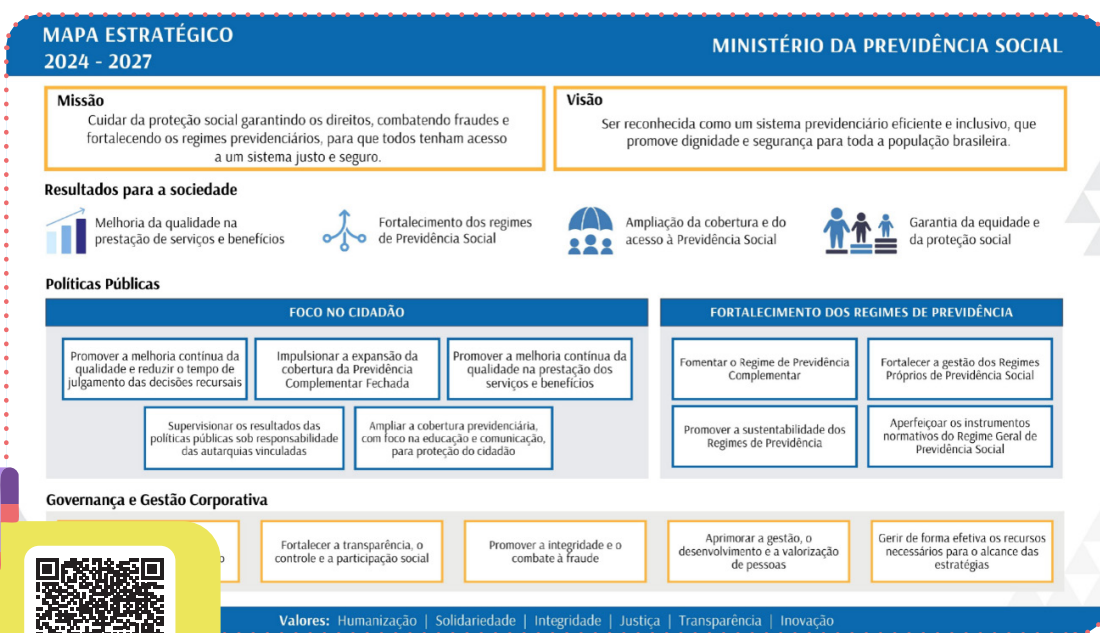 MAPA ESTRATÉGICO
2024 - 2027
MINISTÉRIO DA PREVIDÊNCIA SOCIAL
Missão
Cuidar da proteção social garantindo os direitos, combatendo fraudes e
fortalecendo os regimes previdenciários, para que todos tenham acesso
a um sistema justo e seguro.
Visão
Ser reconhecida como um sistema previdenciário eficiente e inclusivo, que
promove dignidade e segurança para toda a população brasileira.
Resultados para a sociedade
Melhoria da qualidade na
prestação de serviços e benefícios
Fortalecimento dos regimes
de Previdência Social
Ampliação da cobertura e do
acesso à Previdência Social
Garantia da equidade e
da proteção social
Políticas Públicas
FOCO NO CIDADÃO
Promover a melhoria contínua da
qualidade e reduzir o tempo de
julgamento das decisões recursais
Impulsionar a expansão da
cobertura da Previdência
Complementar Fechada
Promover a melhoria contínua da
qualidade na prestação dos
serviços e benefícios
Supervisionar os resultados das
políticas públicas sob responsabilidade
das autarquias vinculadas
Ampliar a cobertura previdenciária,
com foco na educação e comunicação,
para proteção do cidadão
FORTALECIMENTO DOS REGIMES DE PREVIDÊNCIA
Fomentar o Regime de Previdência
Complementar
Fortalecer a gestão dos Regimes
Próprios de Previdência Social
Promover a sustentabilidade dos
Regimes de Previdência
Aperfeiçoar os instrumentos
normativos do Regime Geral de
Previdência Social
Governança e Gestão Corporativa
Fortalecer a transparência, o
controle e a participação social
Promover a integridade e o
combate à fraude
Aprimorar a gestão, o
desenvolvimento e a valorização
de pessoas
Gerir de forma efetiva os recursos
necessários para o alcance das
estratégias
Valores: Humanização | Solidariedade | Integridade | Justiça | Transparência | Inovação